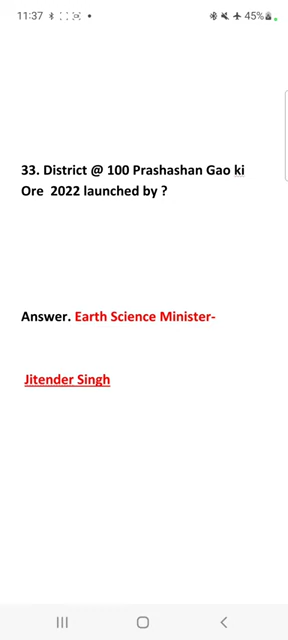 11:37
45%
33. District @ 100 Prashashan Gao ki
Ore 2022 launched by ?
Answer. Earth Science Minister-
Jitender Singh